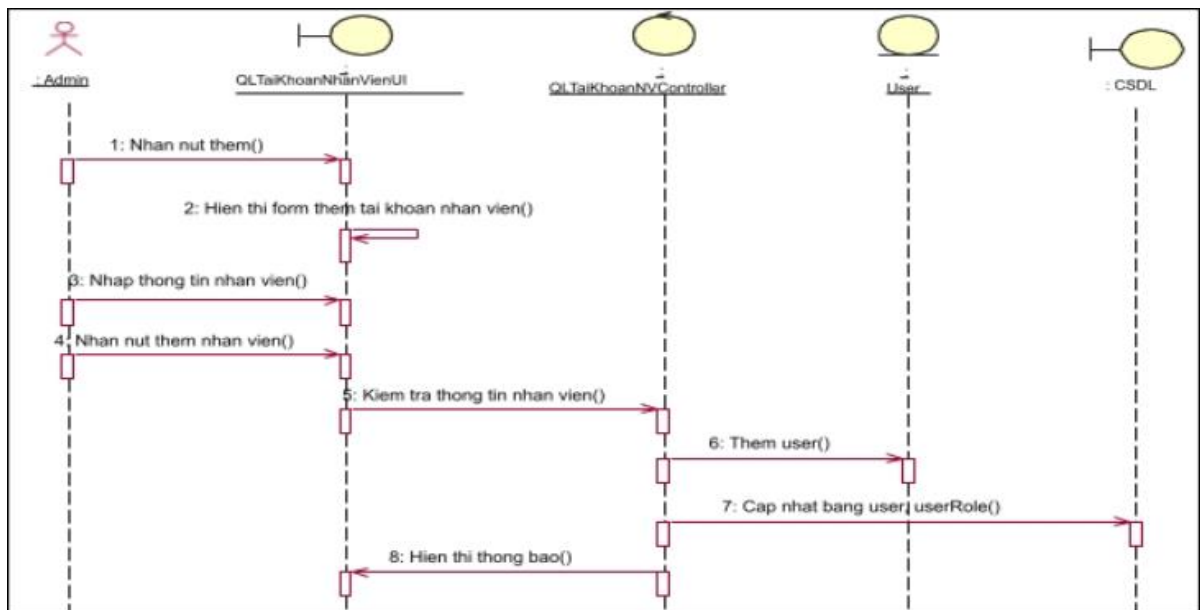 : Admin
:
QLTaiKhoanNhanVienUI
:
QLTaiKhoanNVController
:
User
: CSDL
1: Nhan nut them()
2: Hien thi form them tai khoan nhan vien()
3: Nhap thong tin nhan vien()
4: Nhan nut them nhan vien()
5: Kiem tra thong tin nhan vien()
6: Them user()
7: Cap nhat bang user, userRole()
8: Hien thi thong bao()